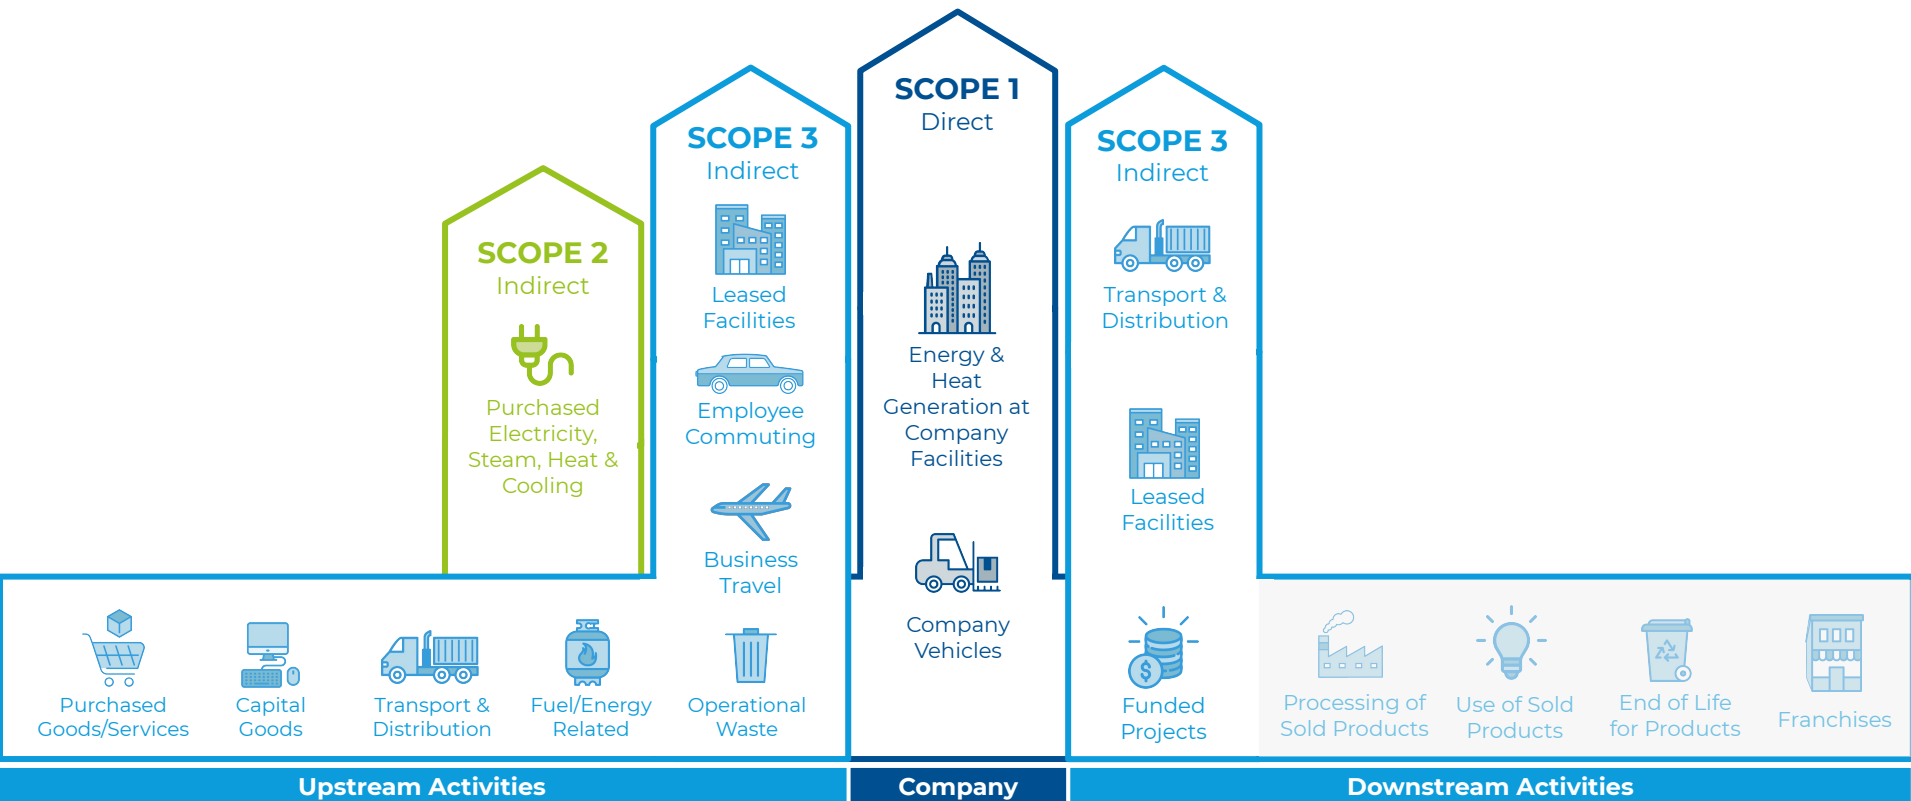 SCOPE 2
Indirect
Purchased
Electricity,
Steam, Heat &
Cooling
SCOPE 3
Indirect
Leased
Facilities
Employee
Commuting
Business
Travel
Purchased
Goods/Services
Capital
Goods
Transport &
Distribution
Fuel/Energy
Related
Operational
Waste
SCOPE 1
Direct
Energy &
Heat
Generation at
Company
Facilities
Company
Vehicles
SCOPE 3
Indirect
Transport &
Distribution
Leased
Facilities
$
Funded
Projects
Processing of
Sold Products
Use of Sold
Products
End of Life
for Products
Franchises
Upstream Activities
Company
Downstream Activities